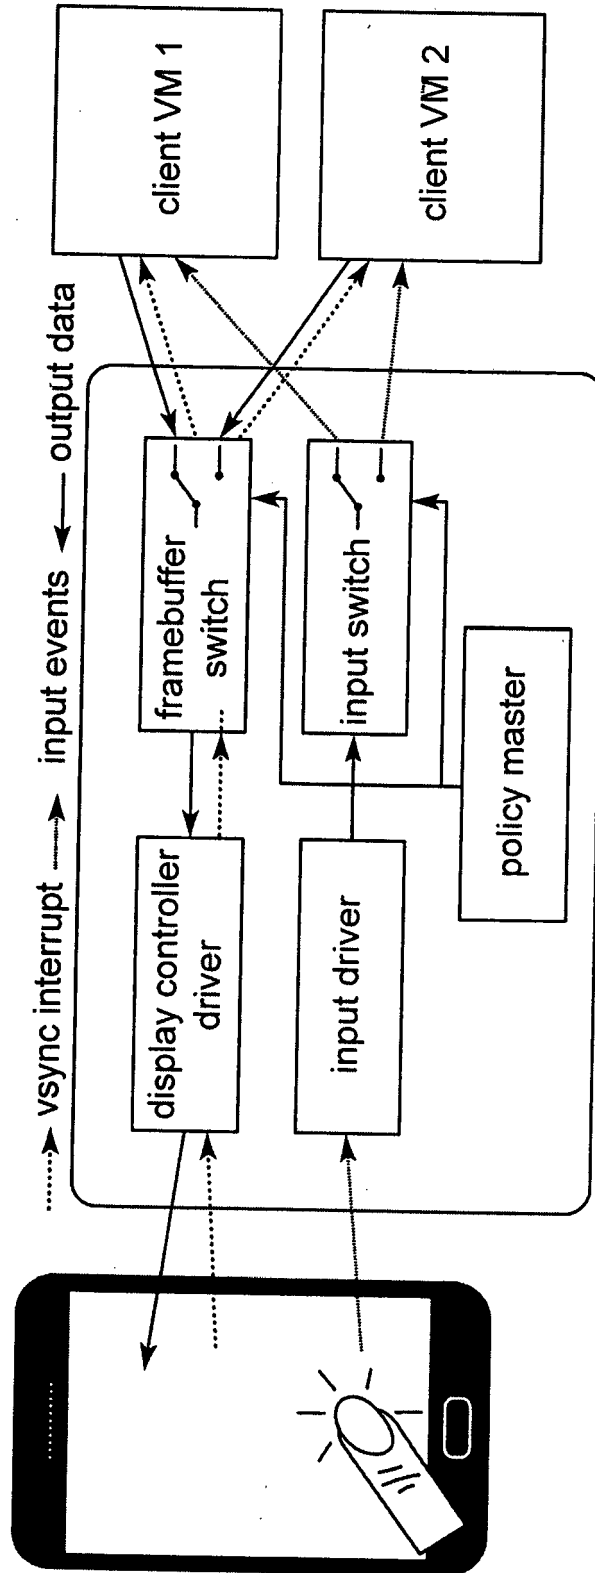 vsync interrupt input events output data
display controller
driver
framebuffer
switch
client VM 1
input driver
input switch
client VM 2
policy master